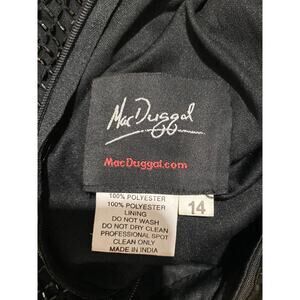 Mac Duggal
MacDuggal.com
100% POLYESTER
100% POLYESTER
LINING
DO NOT WASH
DO NOT DRY CLEAN
PROFESSIONAL SPOT
CLEAN ONLY
MADE IN INDIA
14